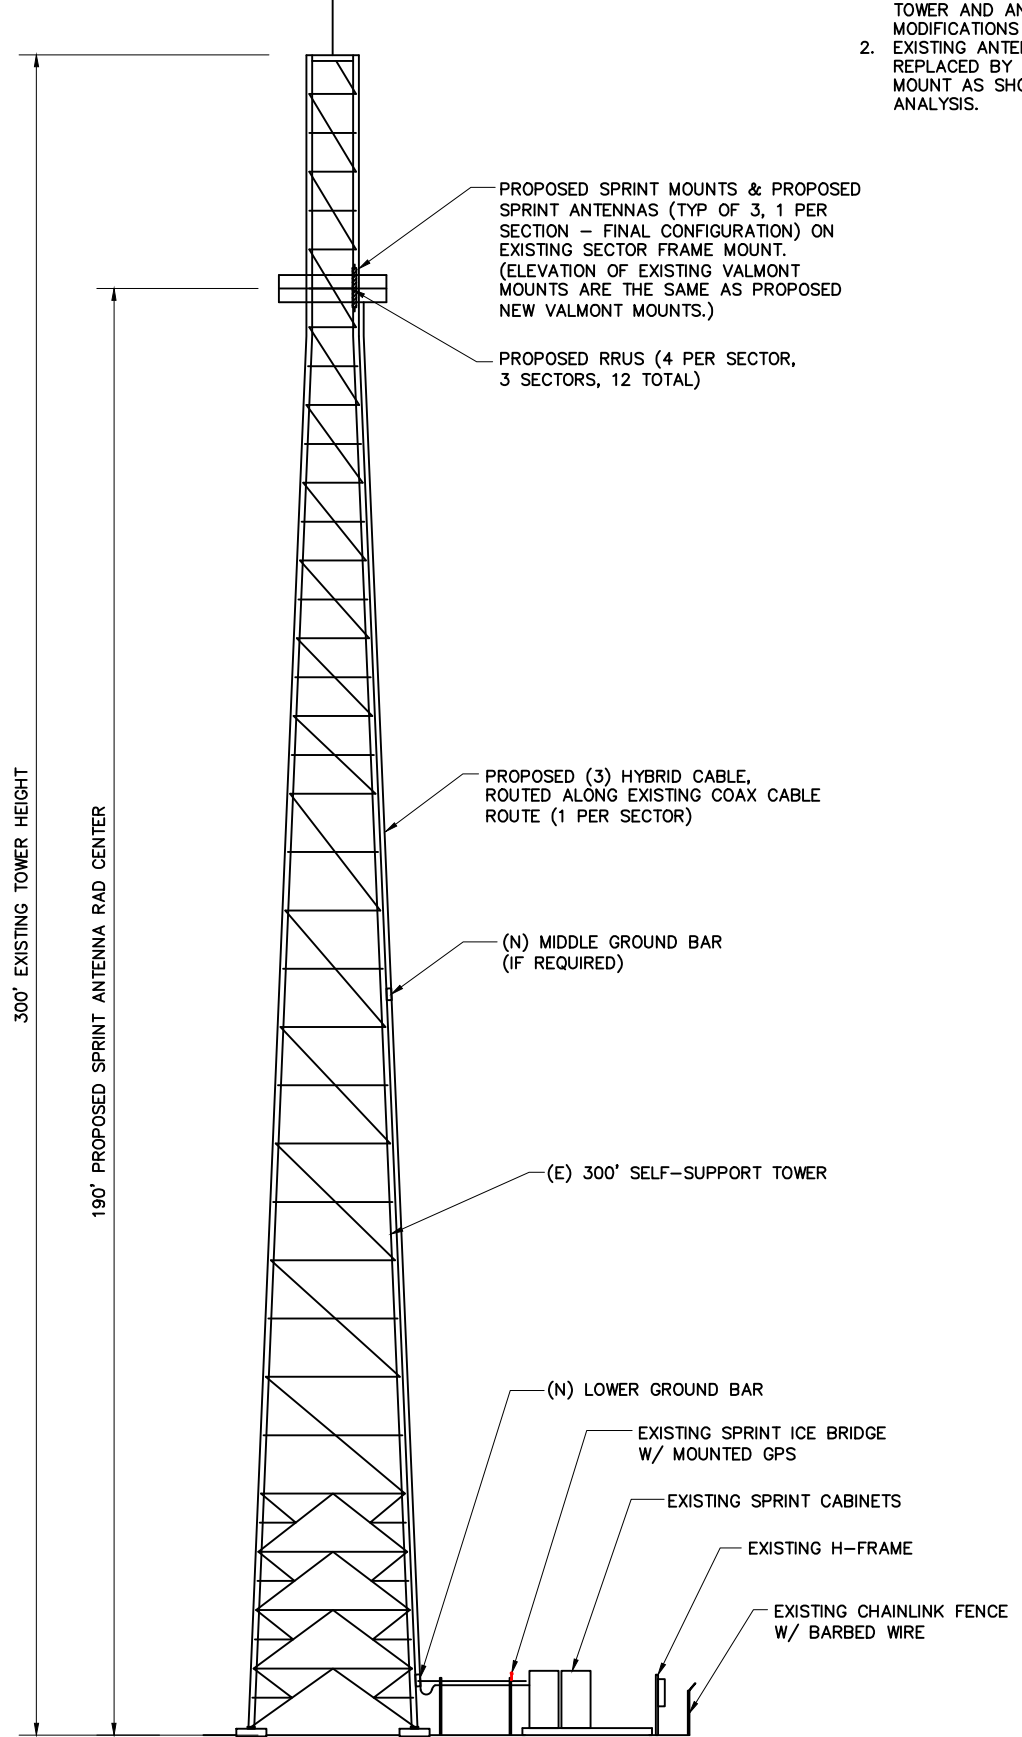 TOWER AND
MODIFICATIONS
2. EXISTING
REPLACED BY
MOUNT AS
ANALYSIS.
PROPOSED SPRINT MOUNTS & PROPOSED
SPRINT ANTENNAS (TYP OF 3, 1 PER
SECTION – FINAL CONFIGURATION) ON
EXISTING SECTOR FRAME MOUNT.
(ELEVATION OF EXISTING VALMONT
MOUNTS ARE THE SAME AS PROPOSED
NEW VALMONT MOUNTS.)
PROPOSED RRUS (4 PER SECTOR,
3 SECTORS, 12 TOTAL)
300' EXISTING TOWER HEIGHT
190' PROPOSED SPRINT ANTENNA RAD CENTER
PROPOSED (3) HYBRID CABLE,
ROUTED ALONG EXISTING COAX CABLE
ROUTE (1 PER SECTOR)
(N) MIDDLE GROUND BAR
(IF REQUIRED)
(E) 300' SELF–SUPPORT TOWER
(N) LOWER GROUND BAR
EXISTING SPRINT ICE BRIDGE
W/ MOUNTED GPS
EXISTING SPRINT CABINETS
EXISTING H–FRAME
EXISTING CHAINLINK FENCE
W/ BARBED WIRE